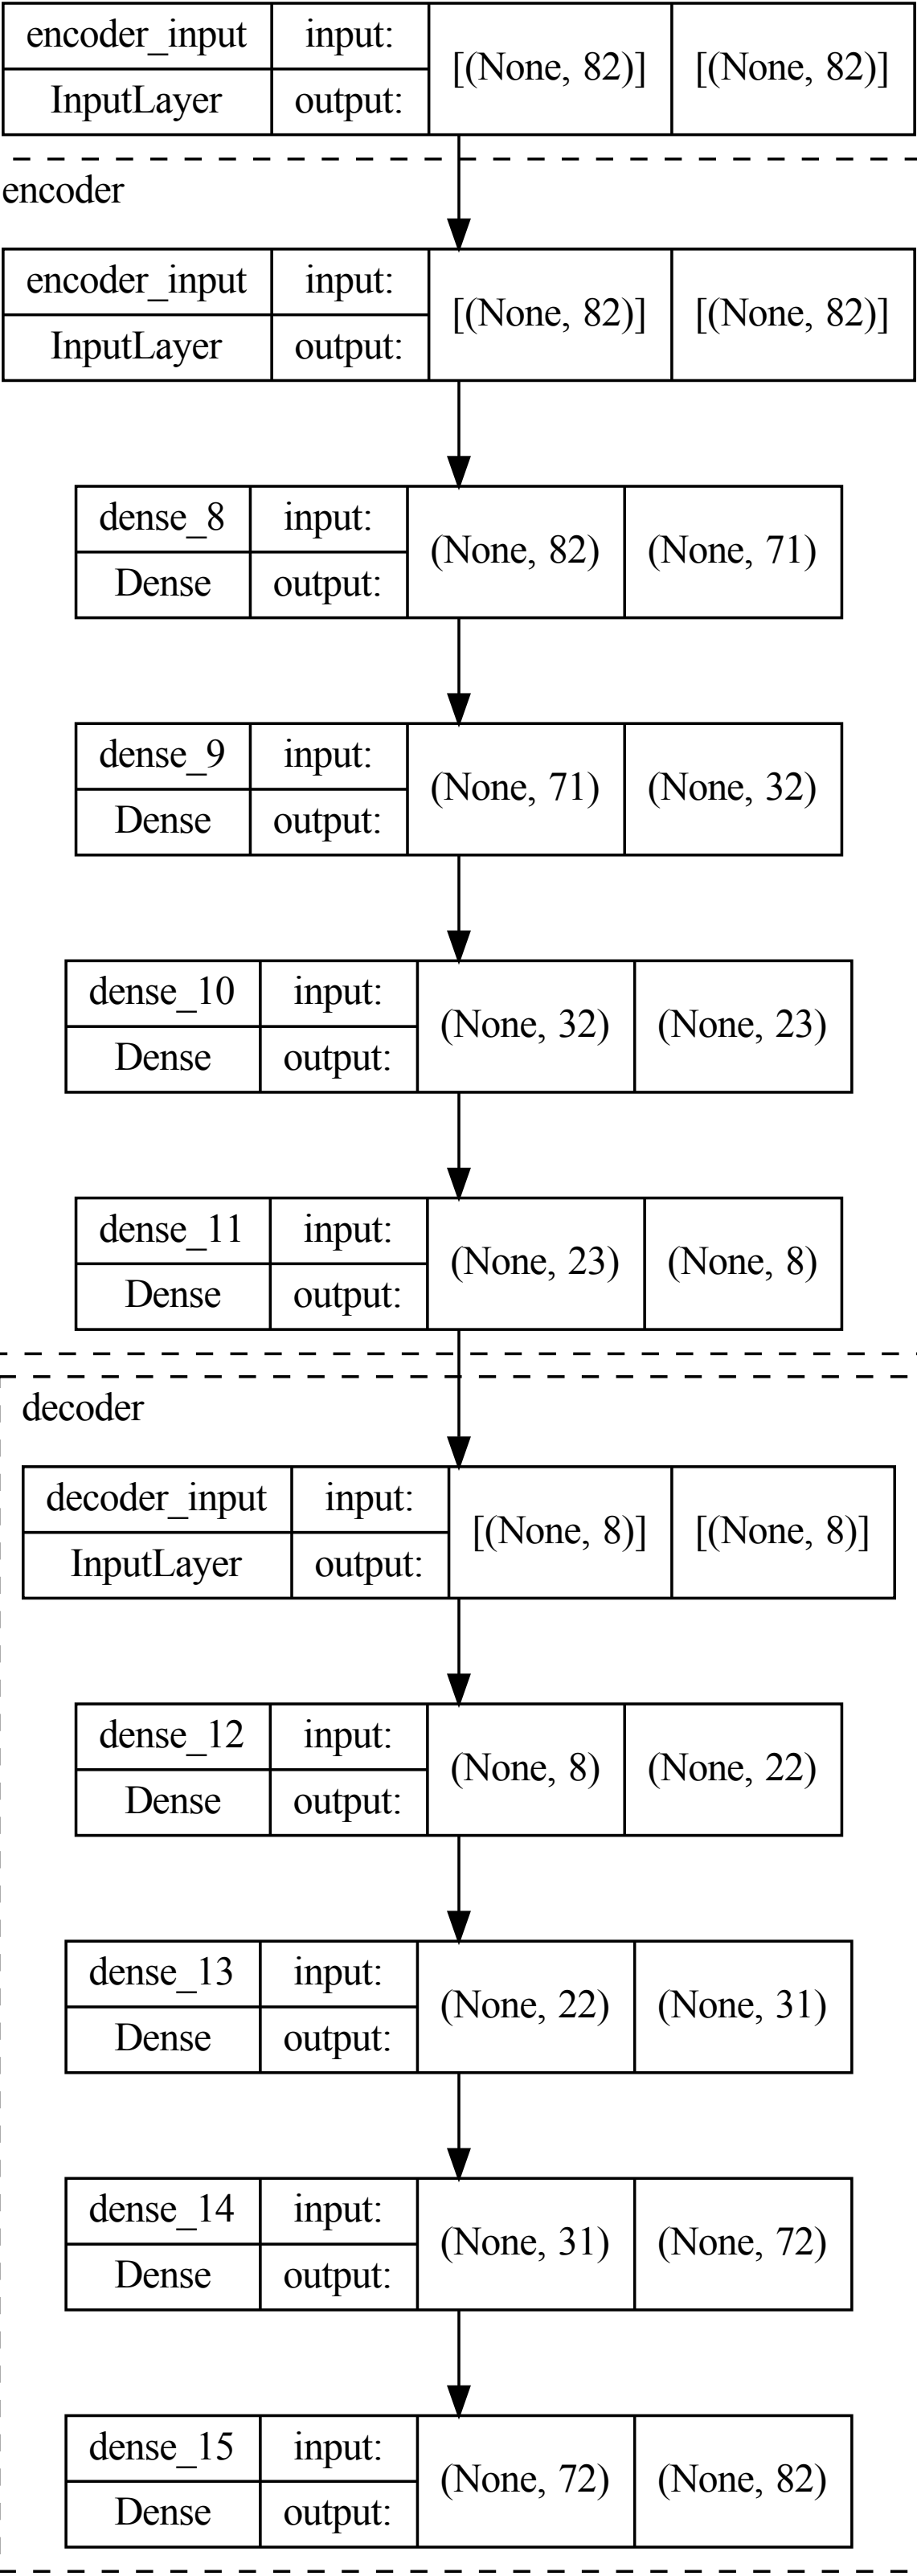 encoder_input input: [(None, 82)] [(None, 82)]
InputLayer output:
encoder
encoder_input input: [(None, 82)] [(None, 82)]
InputLayer output:
dense_8 input: (None, 82) (None, 71)
Dense output:
dense_9 input: (None, 71) (None, 32)
Dense output:
dense_10 input: (None, 32) (None, 23)
Dense output:
dense_11 input: (None, 23) (None, 8)
Dense output:
decoder
decoder_input input: [(None, 8)] [(None, 8)]
InputLayer output:
dense_12 input: (None, 8) (None, 22)
Dense output:
dense_13 input: (None, 22) (None, 31)
Dense output:
dense_14 input: (None, 31) (None, 72)
Dense output:
dense_15 input: (None, 72) (None, 82)
Dense output: